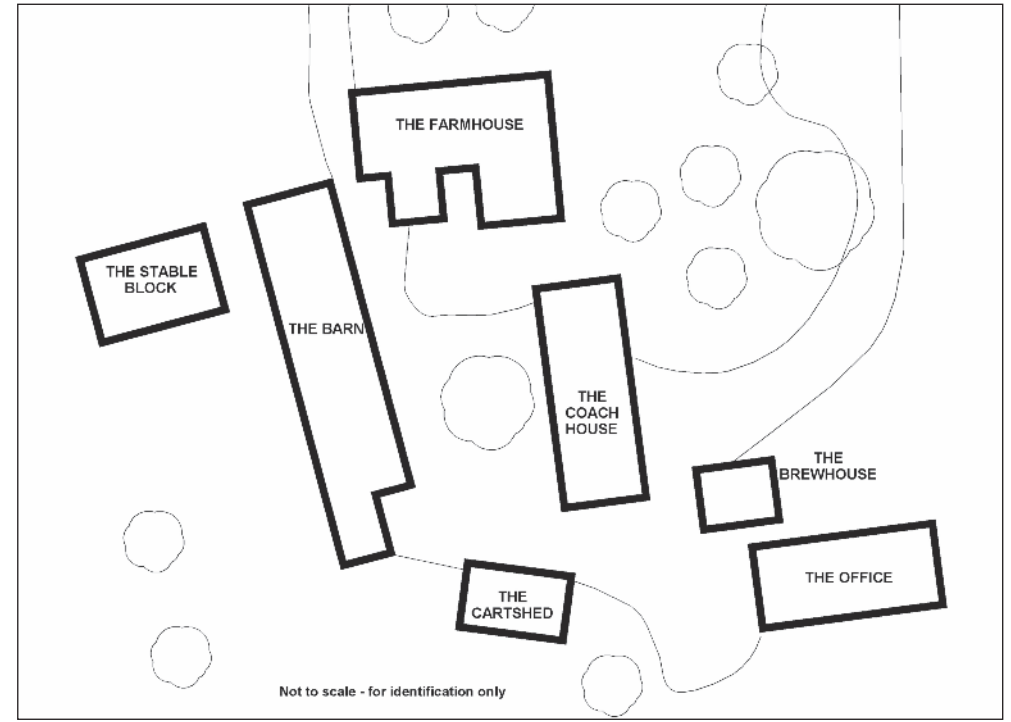 THE FARMHOUSE
THE STABLE
BLOCK
THE BARN
THE
COACH
HOUSE
THE
BREWHOUSE
THE OFFICE
THE
CARTSHED
Not to scale - for identification only